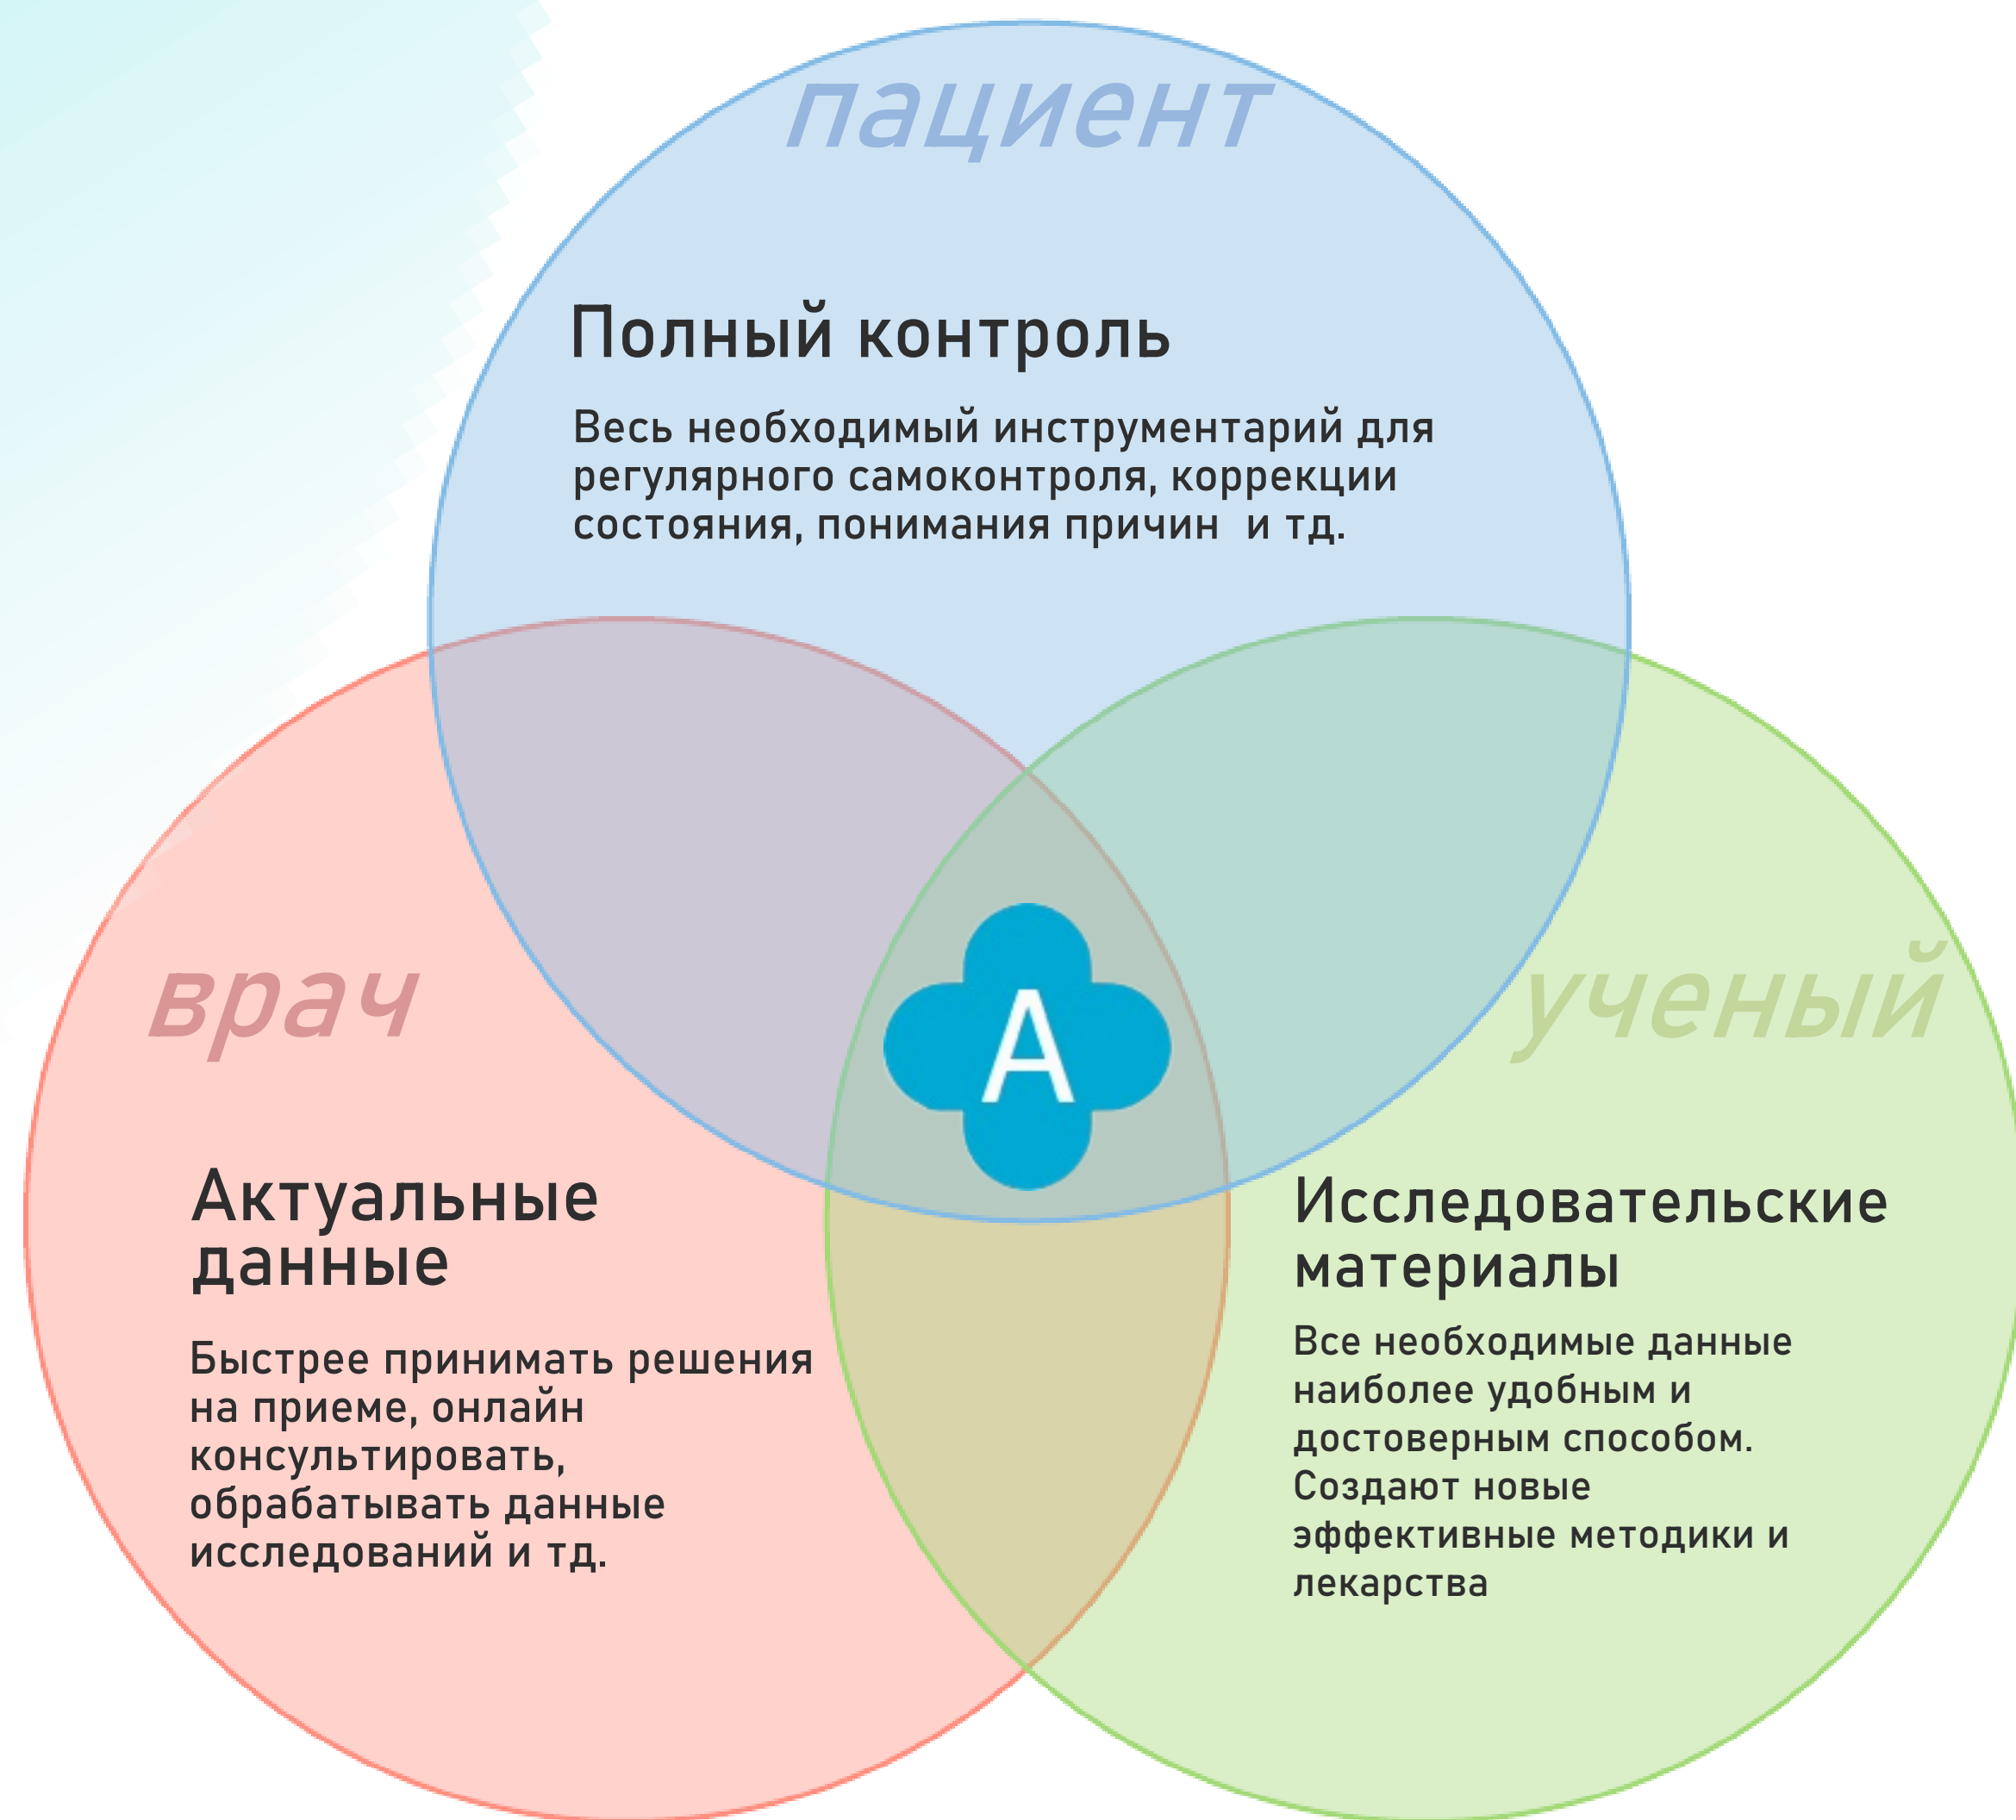 пациент
Полный контроль
Весь необходимый инструментарий для
регулярного самоконтроля, коррекции
состояния, понимания причин  и тд.
врач
ученый
А
Актуальные
данные
Быстрее принимать решения
на приеме, онлайн
консультировать,
обрабатывать данные
исследований и тд.
Исследовательские
материалы
Все необходимые данные
наиболее удобным и
достоверным способом.
Создают новые
эффективные методики и
лекарства